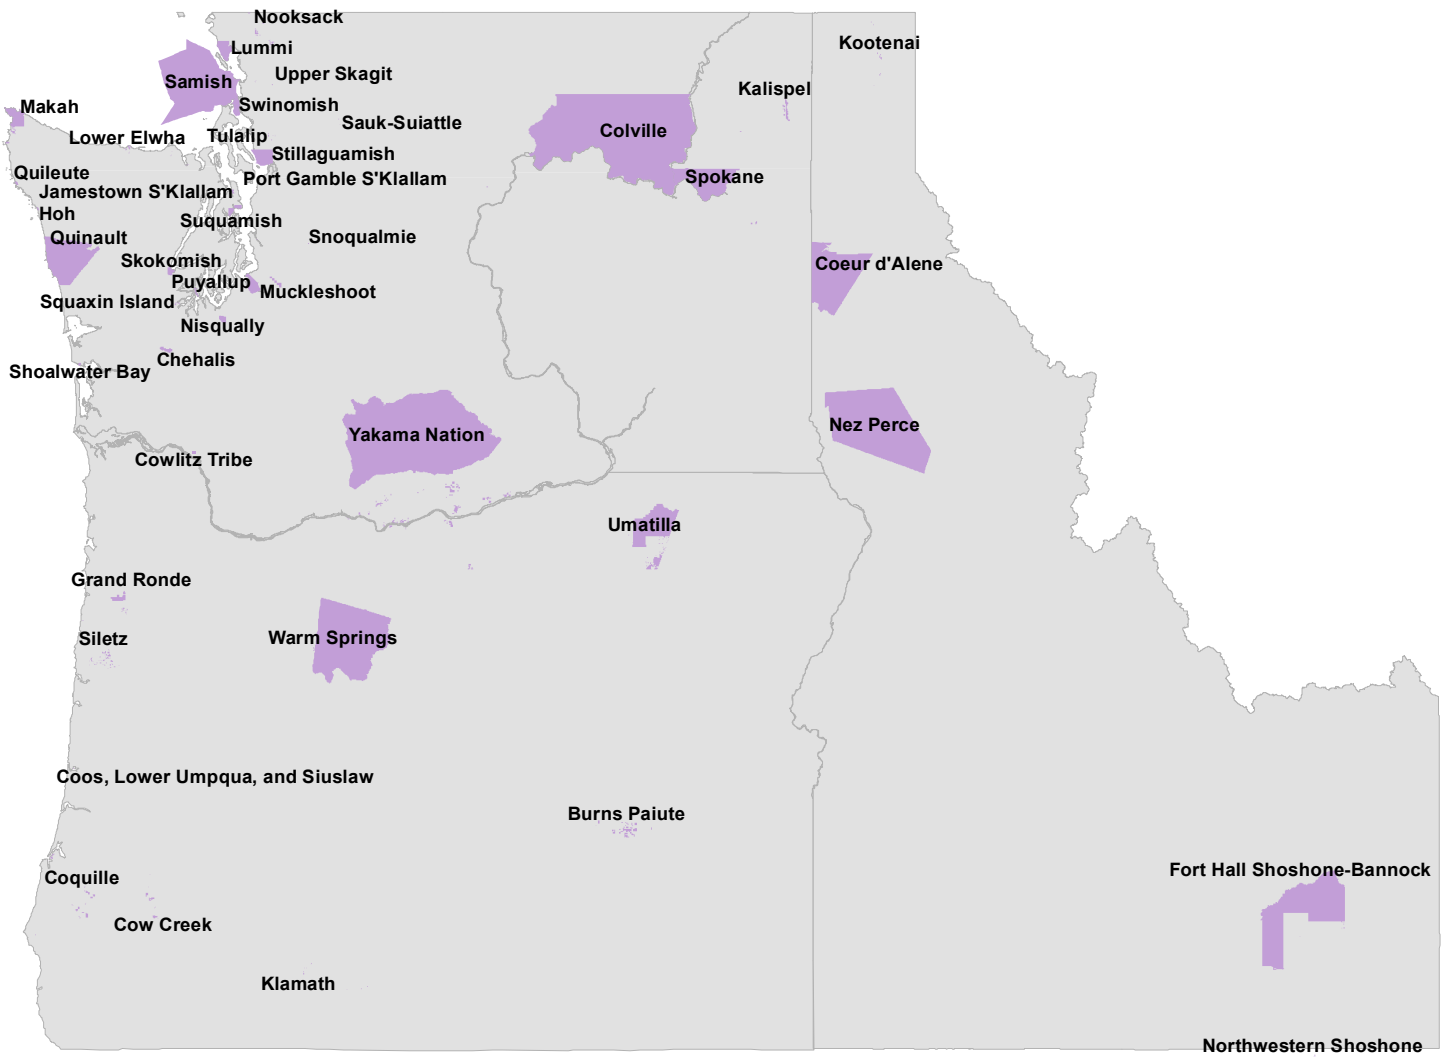 Nooksack
Lummi
Kootenai
Samish
Upper Skagit
Kalispel
Makah
Swinomish
Sauk-Suiattle
Colville
Lower Elwha
Tulalip
Stillaguamish
Quileute
Port Gamble S'Klallam
Spokane
Jamestown S'Klallam
Hoh
Suquamish
Quinault
Snoqualmie
Skokomish
Coeur d'Alene
Puyallup
Muckleshoot
Squaxin Island
Nisqually
Chehalis
Shoalwater Bay
Nez Perce
Yakama Nation
Cowlitz Tribe
Umatilla
Grand Ronde
Siletz
Warm Springs
Coos, Lower Umpqua, and Siuslaw
Burns Paiute
Fort Hall Shoshone-Bannock
Coquille
Cow Creek
Klamath
Northwestern Shoshone